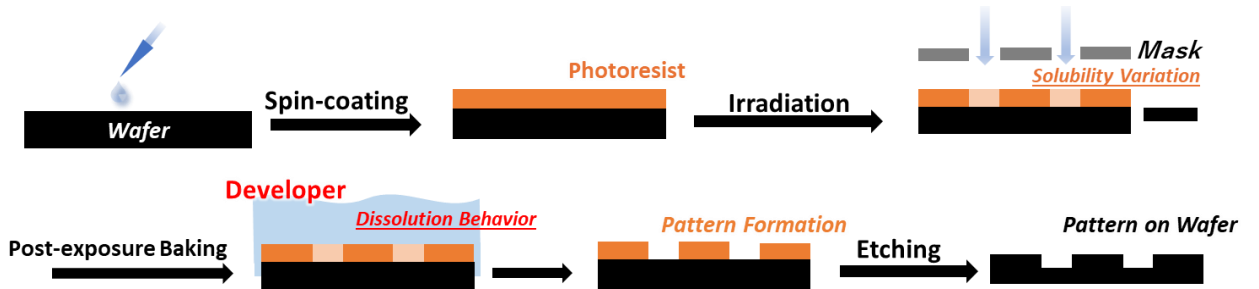 Wafer
Spin-coating
Photoresist
Irradiation
Mask
Solubility Variation
Post-exposure Baking
Developer
Dissolution Behavior
Pattern Formation
Etching
Pattern on Wafer